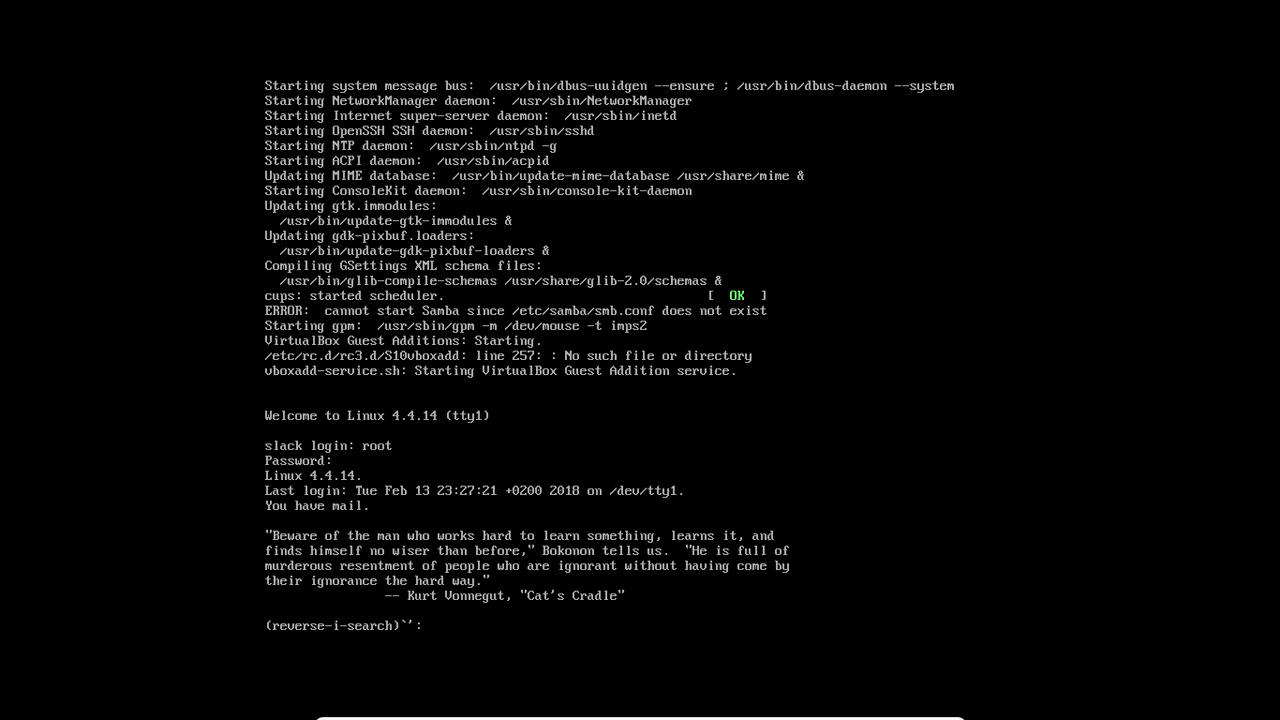 Starting system message bus:  /usr/bin/dbus-uuidgen --ensure ; /usr/bin/dbus-daemon --system
Starting NetworkManager daemon:  /usr/sbin/NetworkManager
Starting Internet super-server daemon:  /usr/sbin/inetd
Starting OpenSSH SSH daemon:  /usr/sbin/sshd
Starting NTP daemon:  /usr/sbin/ntpd -g
Starting ACPI daemon:  /usr/sbin/acpid
Updating MIME database:  /usr/bin/update-mime-database /usr/share/mime &
Starting ConsoleKit daemon:  /usr/sbin/console-kit-daemon
Updating gtk.immodules:
  /usr/bin/update-gtk-immodules &
Updating gdk-pixbuf.loaders:
  /usr/bin/update-gdk-pixbuf-loaders &
Compiling GSettings XML schema files:
  /usr/bin/glib-compile-schemas /usr/share/glib-2.0/schemas &
cups: started scheduler.                                   [  OK  ]
ERROR:  cannot start Samba since /etc/samba/smb.conf does not exist
Starting gpm:  /usr/sbin/gpm -m /dev/mouse -t imps2
VirtualBox Guest Additions: Starting.
/etc/rc.d/rc3.d/S10vboxadd: line 257: : No such file or directory
vboxadd-service.sh: Starting VirtualBox Guest Addition service.
Welcome to Linux 4.4.14 (tty1)
slack login: root
Password:
Linux 4.4.14.
Last login: Tue Feb 13 23:27:21 +0200 2018 on /dev/tty1.
You have mail.
"Beware of the man who works hard to learn something, learns it, and
finds himself no wiser than before," Bokonon tells us.  "He is full of
murderous resentment of people who are ignorant without having come by
their ignorance the hard way."
                -- Kurt Vonnegut, "Cat's Cradle"
(reverse-i-search)`':